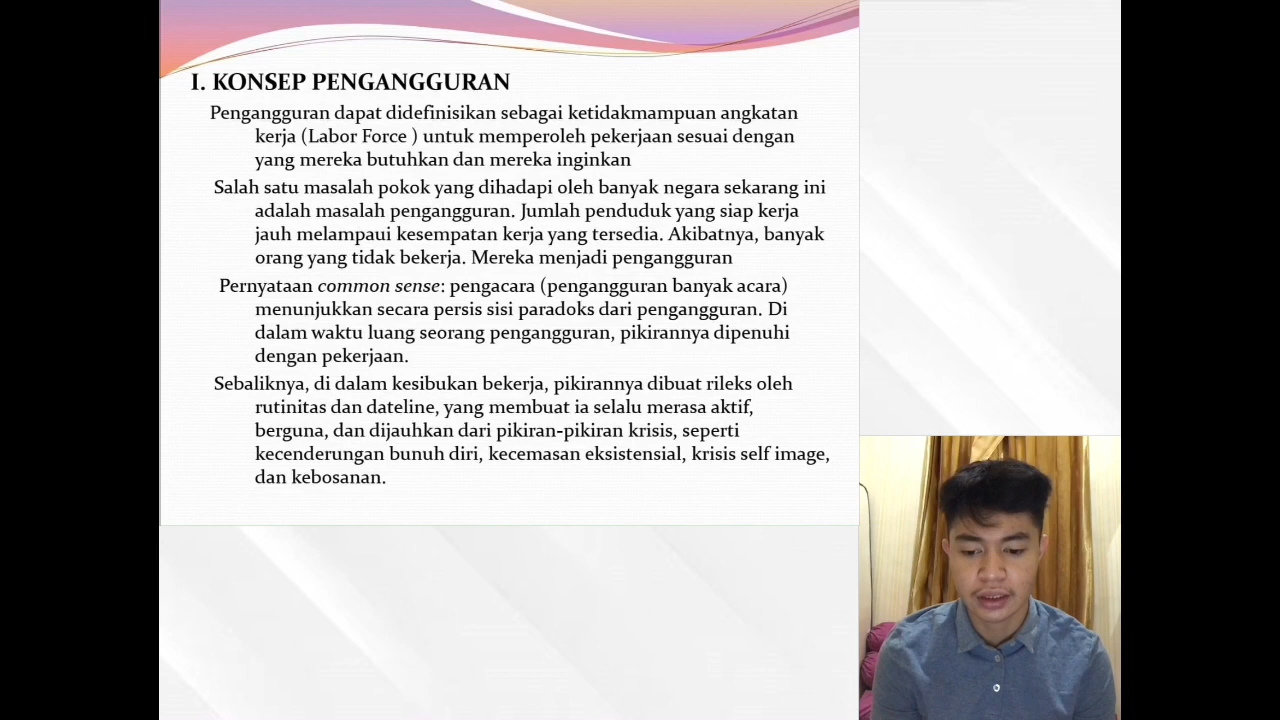 I. KONSEP PENGANGGURAN
Pengangguran dapat didefinisikan sebagai ketidakmampuan angkatan
kerja (Labor Force ) untuk memperoleh pekerjaan sesuai dengan
yang mereka butuhkan dan mereka inginkan
Salah satu masalah pokok yang dihadapi oleh banyak negara sekarang ini
adalah masalah pengangguran. Jumlah penduduk yang siap kerja
jauh melampaui kesempatan kerja yang tersedia. Akibatnya, banyak
orang yang tidak bekerja. Mereka menjadi pengangguran
Pernyataan common sense: pengacara (pengangguran banyak acara)
menunjukkan secara persis sisi paradoks dari pengangguran. Di
dalam waktu luang seorang pengangguran, pikirannya dipenuhi
dengan pekerjaan.
Sebaliknya, di dalam kesibukan bekerja, pikirannya dibuat rileks oleh
rutinitas dan dateline, yang membuat ia selalu merasa aktif,
berguna, dan dijauhkan dari pikiran-pikiran krisis, seperti
kecenderungan bunuh diri, kecemasan eksistensial, krisis self image,
dan kebosanan.